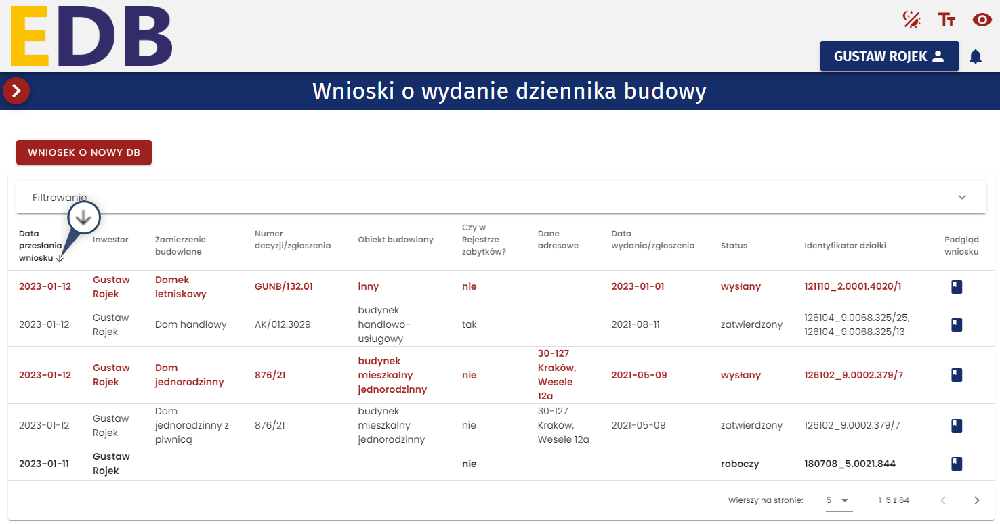 EDB
GUSTAW ROJEK
Wnioski o wydanie dziennika budowy
WNIOSEK O NOWY DB
Filtrowanie
Data
przesłania
wniosku
Inwestor
Zamierzenie
budowlane
Numer
decyzji/zgłoszenia
Obiekt budowlany
Czy w
Rejestrze
zabytków?
Dane
adresowe
Data
wydania/zgłoszenia
Status
Identyfikator działki
Podgląd
wniosku
2023-01-12
Gustaw
Rojek
Domek
letniskowy
GUNB/132.01
inny
nie
2023-01-01
wysłany
121110_2.0001.4020/1
2023-01-12
Gustaw
Rojek
Dom handlowy
AK/012.3029
budynek
handlowo-
usługowy
tak
2021-08-11
zatwierdzony
126104_9.0068.325/25,
126104_9.0068.325/13
2023-01-12
Gustaw
Rojek
Dom
jednorodzinny
876/21
budynek
mieszkalny
jednorodzinny
nie
30-127
Kraków,
Wesele
12a
2021-05-09
wysłany
126102_9.0002.379/7
2023-01-12
Gustaw
Rojek
Dom
jednorodzinny z
piwnicą
876/21
budynek
mieszkalny
jednorodzinny
nie
30-127
Kraków,
Wesele 12a
2021-05-09
zatwierdzony
126102_9.0002.379/7
2023-01-11
Gustaw
Rojek
nie
roboczy
180708_5.0021.844
Wierszy na stronie:
5
1-5 z 64